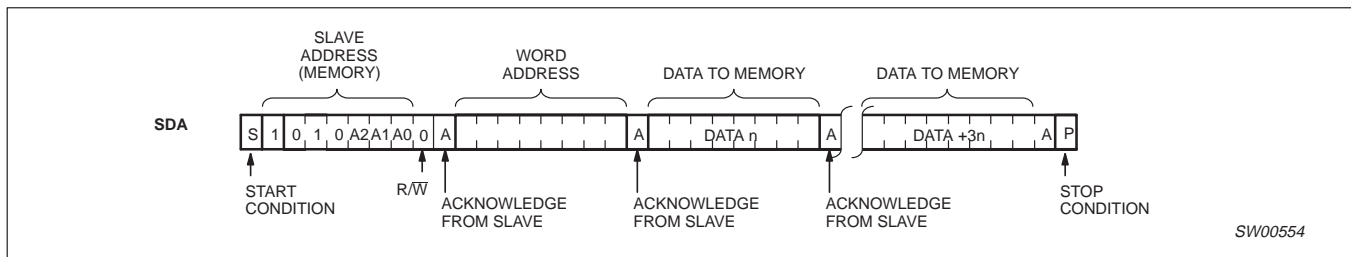 SLAVE
ADDRESS
(MEMORY)
WORD
ADDRESS
DATA TO MEMORY
DATA TO MEMORY
SDA
S 1 0 1 0 A2 A1 A0 0 A A DATA n A DATA +3n A P
START
CONDITION
R/W̅
ACKNOWLEDGE
FROM SLAVE
ACKNOWLEDGE
FROM SLAVE
ACKNOWLEDGE
FROM SLAVE
STOP
CONDITION
SW00554